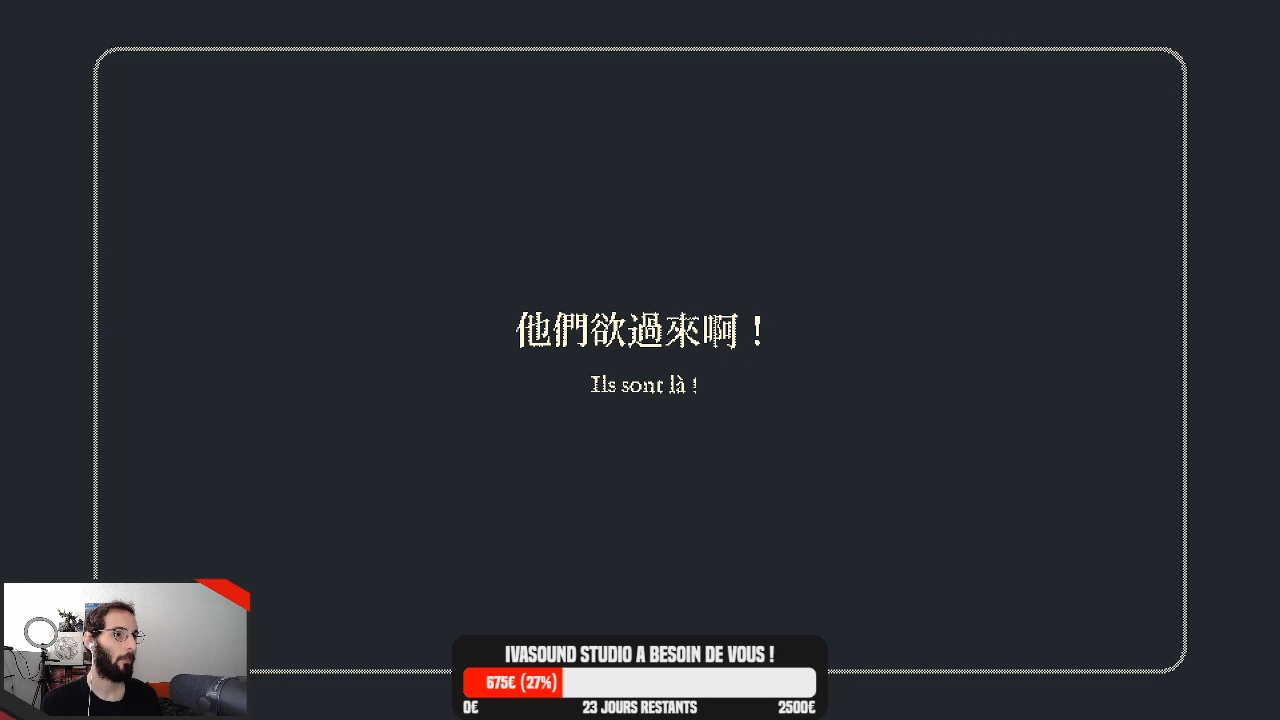 他們欲過來啊！
Ils sont là !
IVASOUND STUDIO A BESOIN DE VOUS !
675€ (27%)
0€ 23 JOURS RESTANTS 2500€